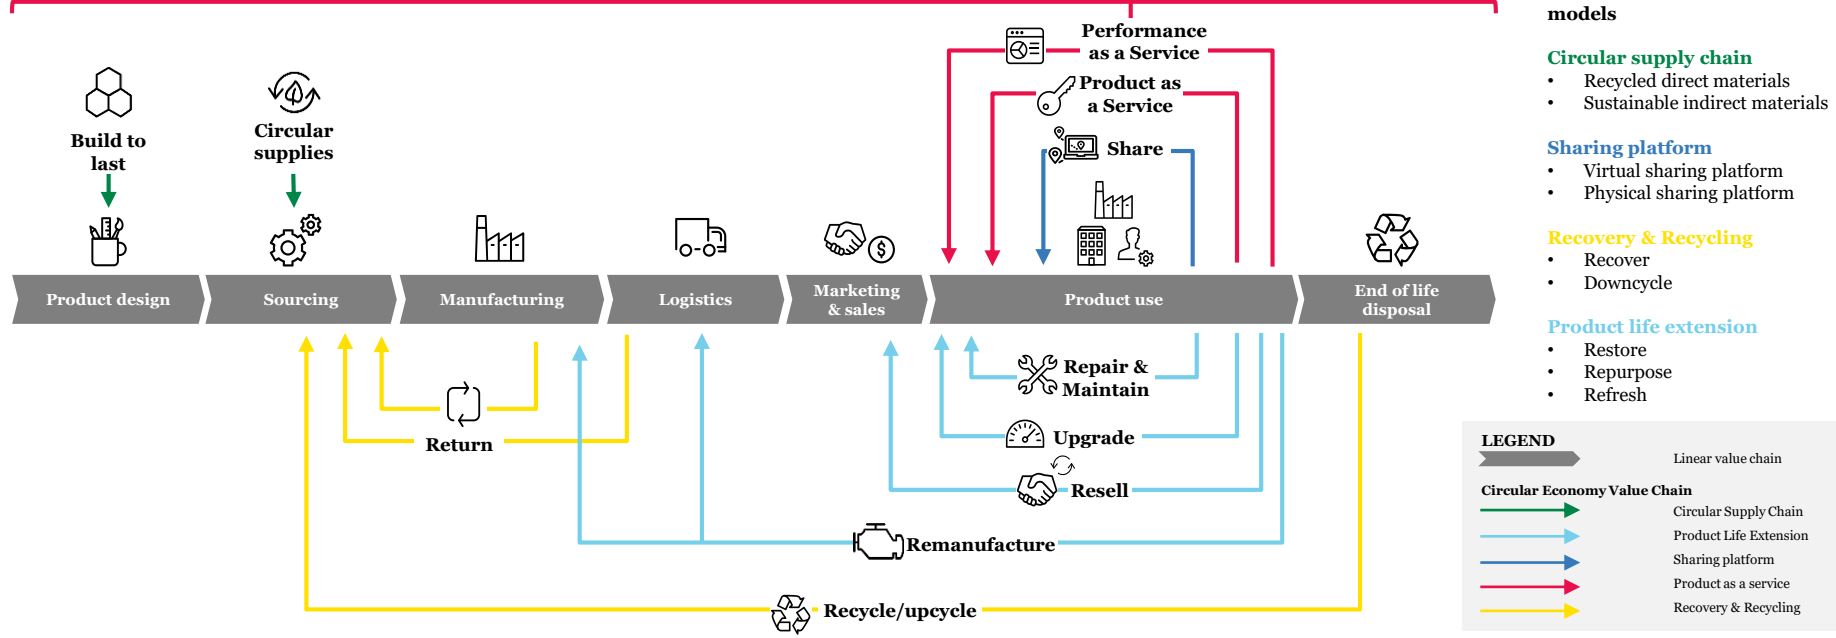 models
Performance
as a Service
Circular supply chain
• Recycled direct materials
• Sustainable indirect materials
Product as
a Service
Build to
last
Circular
supplies
Share
Sharing platform
• Virtual sharing platform
• Physical sharing platform
$
Recovery & Recycling
• Recover
• Downcycle
Product design
Sourcing
Manufacturing
Logistics
Marketing
& sales
Product use
End of life
disposal
Product life extension
• Restore
• Repurpose
• Refresh
Repair &
Maintain
Return
Upgrade
Resell
Remanufacture
Recycle/upcycle
LEGEND
Linear value chain
Circular Economy Value Chain
Circular Supply Chain
Product Life Extension
Sharing platform
Product as a service
Recovery & Recycling